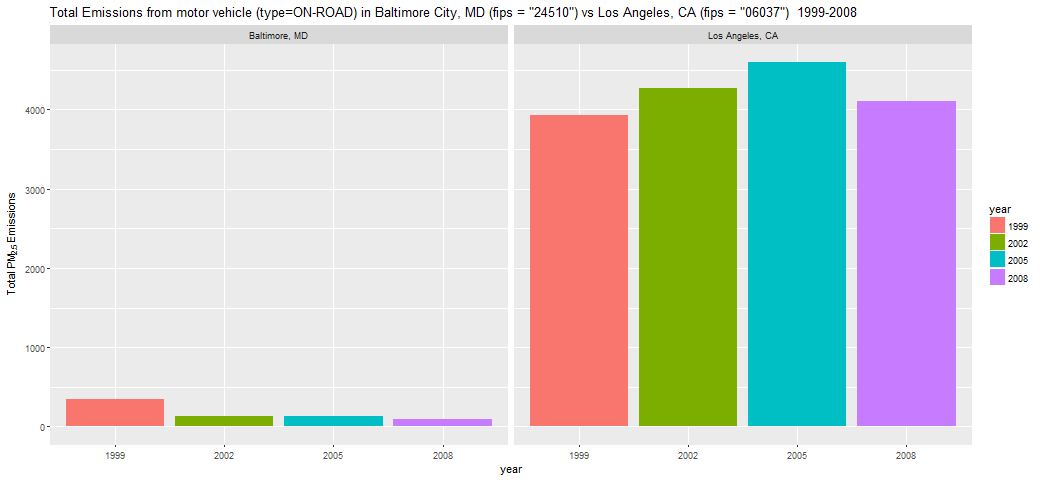 Total Emissions from motor vehicle (type=ON-ROAD) in Baltimore City, MD (fips = "24510") vs Los Angeles, CA (fips = "06037")  1999-2008
Baltimore, MD
Los Angeles, CA
Total PM2.5 Emissions
4000
3000
2000
1000
0
1999
2002
2005
2008
1999
2002
2005
2008
year
year
1999
2002
2005
2008